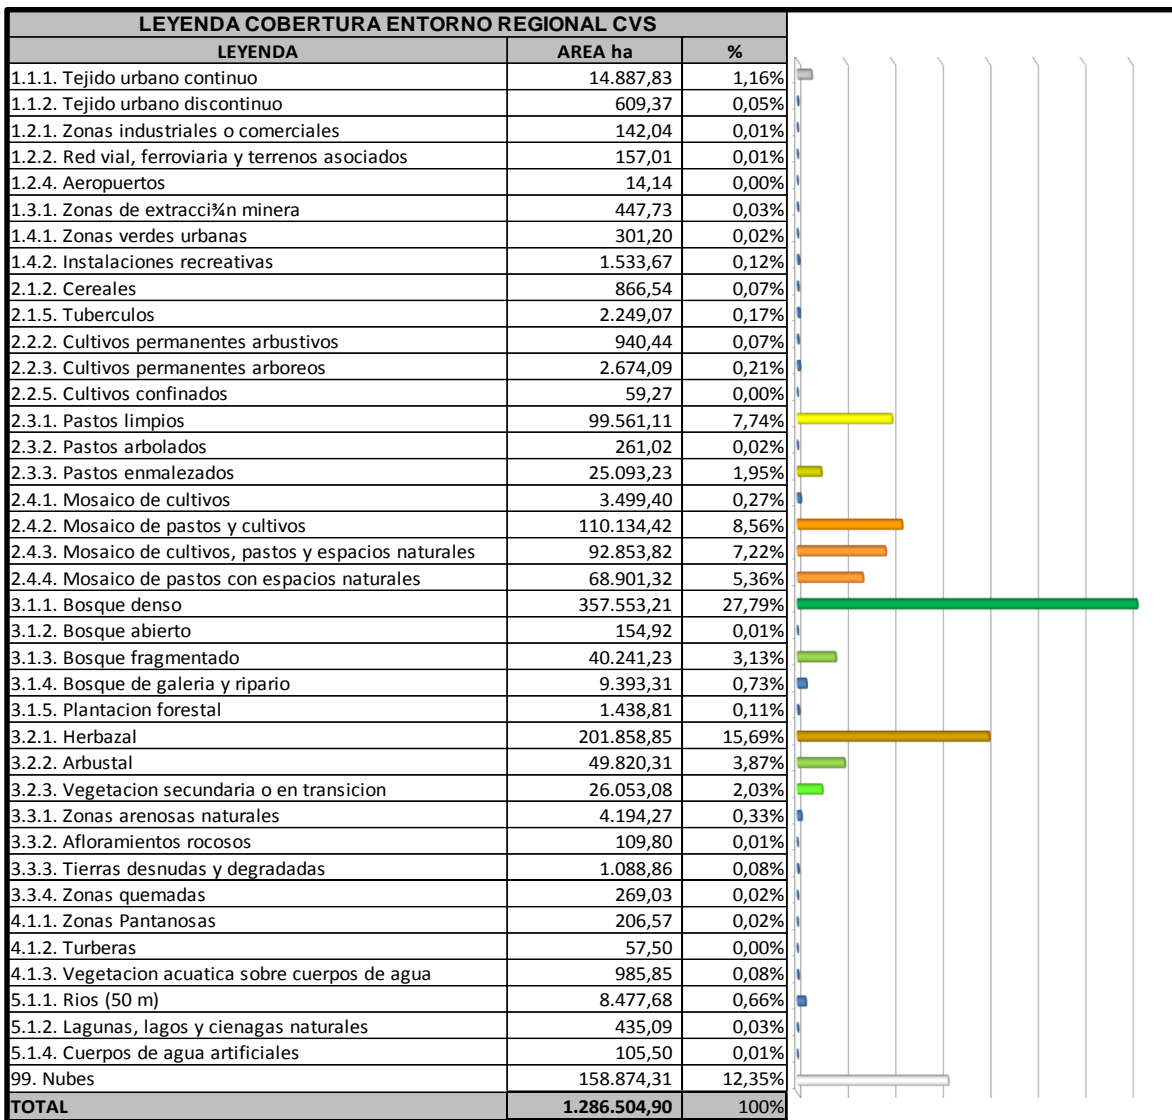 LEYENDA COBERTURA ENTORNO REGIONAL CVS
LEYENDA AREA ha %
1.1.1. Tejido urbano continuo 14.887,83 1,16%
1.1.2. Tejido urbano discontinuo 609,37 0,05%
1.2.1. Zonas industriales o comerciales 142,04 0,01%
1.2.2. Red vial, ferroviaria y terrenos asociados 157,01 0,01%
1.2.4. Aeropuertos 14,14 0,00%
1.3.1. Zonas de extracci¾n minera 447,73 0,03%
1.4.1. Zonas verdes urbanas 301,20 0,02%
1.4.2. Instalaciones recreativas 1.533,67 0,12%
2.1.2. Cereales 866,54 0,07%
2.1.5. Tuberculos 2.249,07 0,17%
2.2.2. Cultivos permanentes arbustivos 940,44 0,07%
2.2.3. Cultivos permanentes arboreos 2.674,09 0,21%
2.2.5. Cultivos confinados 59,27 0,00%
2.3.1. Pastos limpios 99.561,11 7,74%
2.3.2. Pastos arbolados 261,02 0,02%
2.3.3. Pastos enmalezados 25.093,23 1,95%
2.4.1. Mosaico de cultivos 3.499,40 0,27%
2.4.2. Mosaico de pastos y cultivos 110.134,42 8,56%
2.4.3. Mosaico de cultivos, pastos y espacios naturales 92.853,82 7,22%
2.4.4. Mosaico de pastos con espacios naturales 68.901,32 5,36%
3.1.1. Bosque denso 357.553,21 27,79%
3.1.2. Bosque abierto 154,92 0,01%
3.1.3. Bosque fragmentado 40.241,23 3,13%
3.1.4. Bosque de galeria y ripario 9.393,31 0,73%
3.1.5. Plantacion forestal 1.438,81 0,11%
3.2.1. Herbazal 201.858,85 15,69%
3.2.2. Arbustal 49.820,31 3,87%
3.2.3. Vegetacion secundaria o en transicion 26.053,08 2,03%
3.3.1. Zonas arenosas naturales 4.194,27 0,33%
3.3.2. Afloramientos rocosos 109,80 0,01%
3.3.3. Tierras desnudas y degradadas 1.088,86 0,08%
3.3.4. Zonas quemadas 269,03 0,02%
4.1.1. Zonas Pantanosas 206,57 0,02%
4.1.2. Turberas 57,50 0,00%
4.1.3. Vegetacion acuatica sobre cuerpos de agua 985,85 0,08%
5.1.1. Rios (50 m) 8.477,68 0,66%
5.1.2. Lagunas, lagos y cienagas naturales 435,09 0,03%
5.1.4. Cuerpos de agua artificiales 105,50 0,01%
99. Nubes 158.874,31 12,35%
TOTAL 1.286.504,90 100%